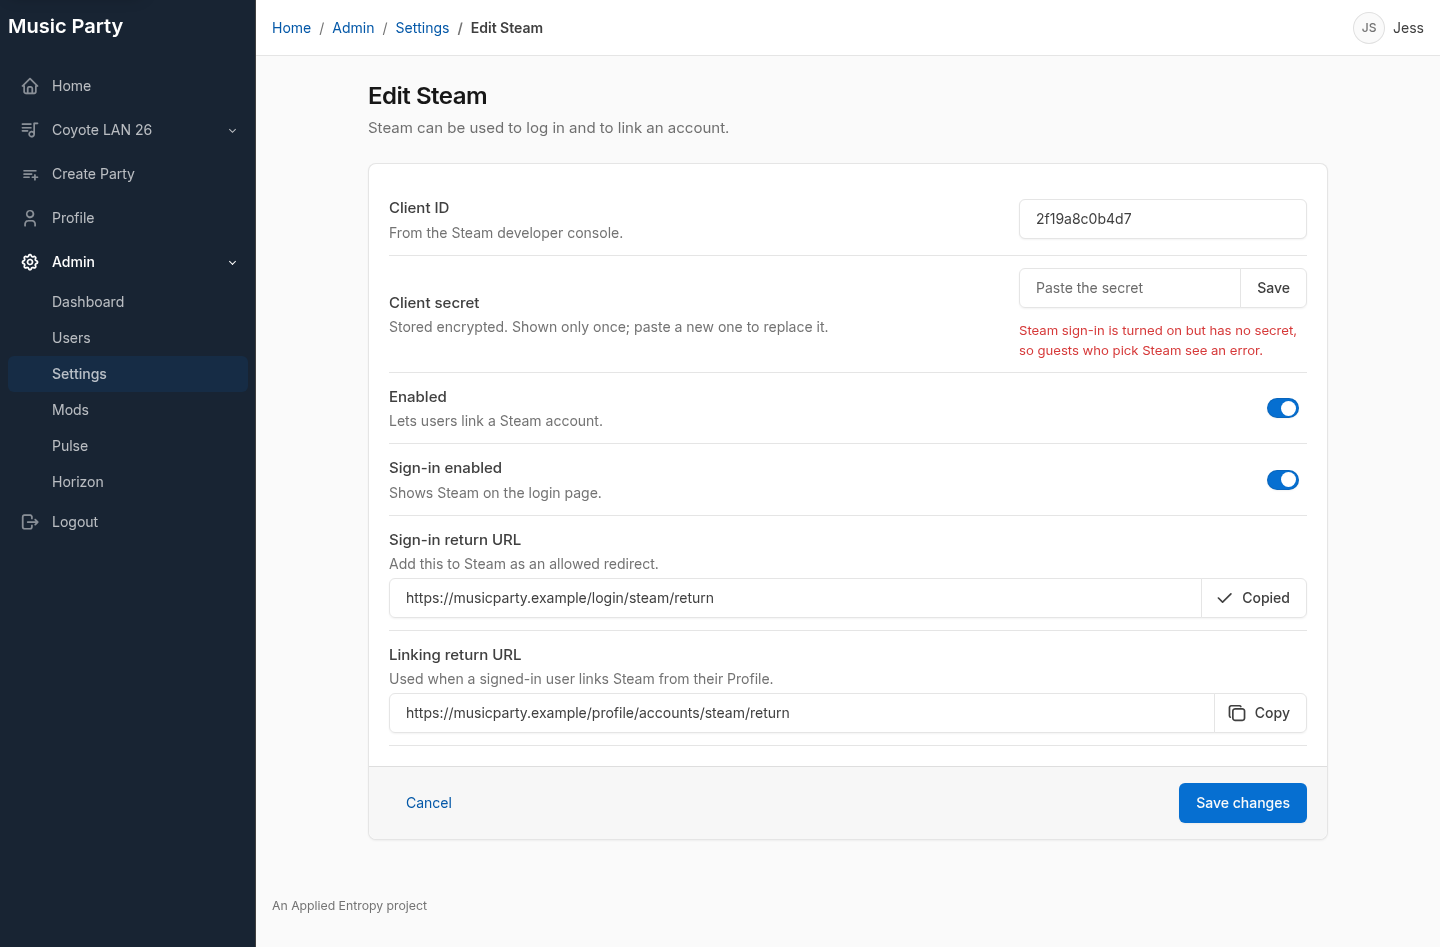 Music Party
Home
Coyote LAN 26
Create Party
Profile
Admin
Dashboard
Users
Settings
Mods
Pulse
Horizon
Logout
Home / Admin / Settings / Edit Steam
JS Jess
Edit Steam
Steam can be used to log in and to link an account.
Client ID
From the Steam developer console.
2f19a8c0b4d7
Client secret
Stored encrypted. Shown only once; paste a new one to replace it.
Paste the secret Save
Steam sign-in is turned on but has no secret,
so guests who pick Steam see an error.
Enabled
Lets users link a Steam account.
Sign-in enabled
Shows Steam on the login page.
Sign-in return URL
Add this to Steam as an allowed redirect.
https://musicparty.example/login/steam/return Copied
Linking return URL
Used when a signed-in user links Steam from their Profile.
https://musicparty.example/profile/accounts/steam/return Copy
Cancel Save changes
An Applied Entropy project